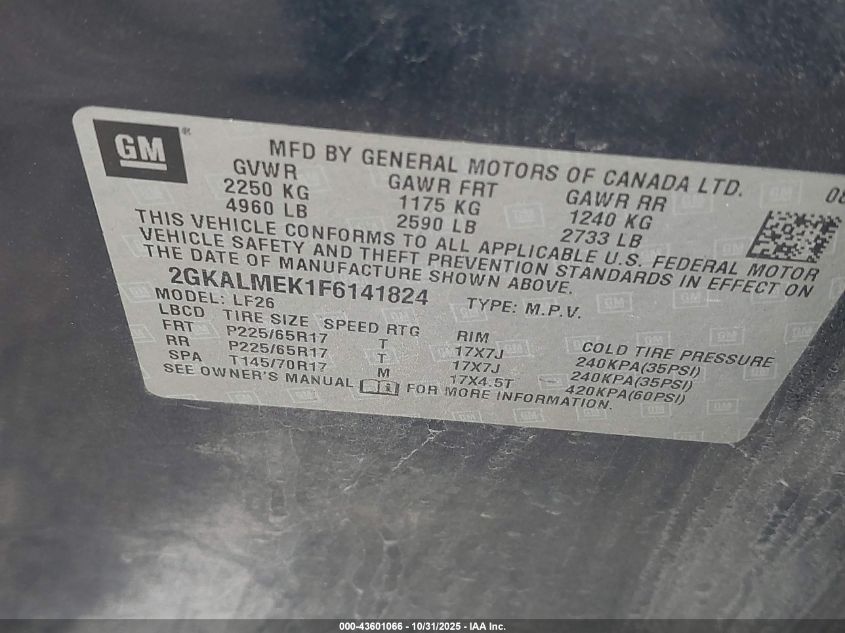 GM®
MFD BY GENERAL MOTORS OF CANADA LTD.
GVWR GAWR FRT GAWR RR
2250 KG 1175 KG 1240 KG
4960 LB 2590 LB 2733 LB
THIS VEHICLE CONFORMS TO ALL APPLICABLE U.S. FEDERAL MOTOR
VEHICLE SAFETY AND THEFT PREVENTION STANDARDS IN EFFECT ON
THE DATE OF MANUFACTURE SHOWN ABOVE.
2GKALMEK1F6141824 TYPE: M.P.V.
MODEL: LF26
LBCD TIRE SIZE SPEED RTG RIM COLD TIRE PRESSURE
FRT P225/65R17 T 17X7J 240KPA(35PSI)
RR P225/65R17 T 17X7J 240KPA(35PSI)
SPA T145/70R17 M 17X4.5T 420KPA(60PSI)
SEE OWNER'S MANUAL FOR MORE INFORMATION.
000-43601066 - 10/31/2025 - IAA Inc.